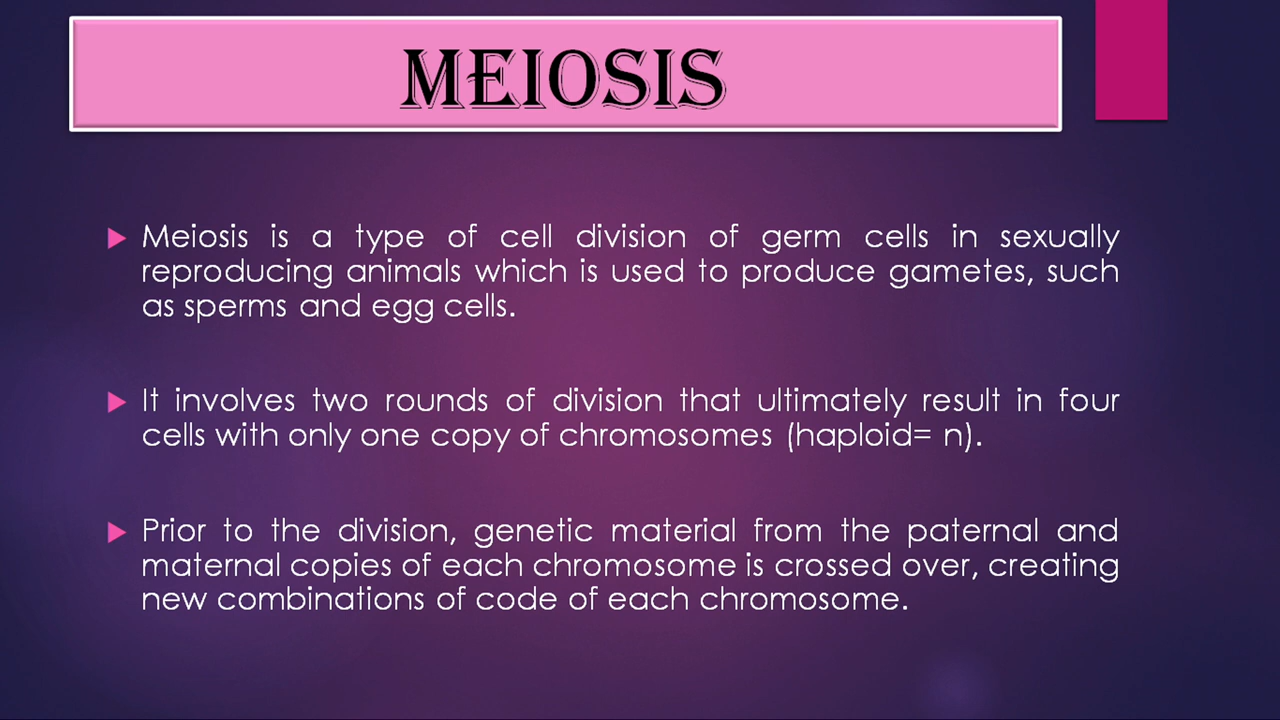 MEIOSIS
Meiosis is a type of cell division of germ cells in sexually
reproducing animals which is used to produce gametes, such
as sperms and egg cells.
It involves two rounds of division that ultimately result in four
cells with only one copy of chromosomes (haploid= n).
Prior to the division, genetic material from the paternal and
maternal copies of each chromosome is crossed over, creating
new combinations of code of each chromosome.